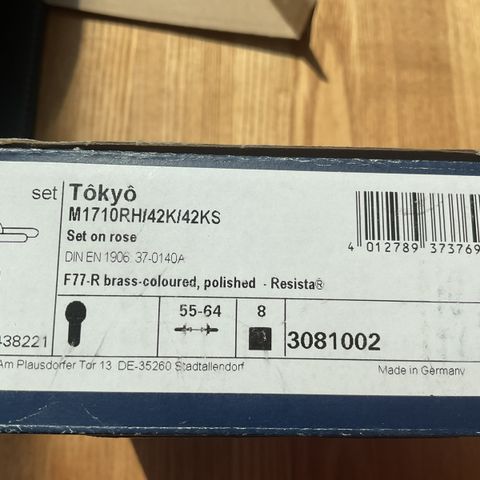 set
Tôkyô
M1710RH/42K/42KS
Set on rose
DIN EN 1906 37-0140A
F77-R brass-coloured, polished - Resista®
4 012789 373769
55-64
8
438221
3081002
Am Plausdorfer Tor 13 DE-35260 Stadtallendorf
Made in Germany